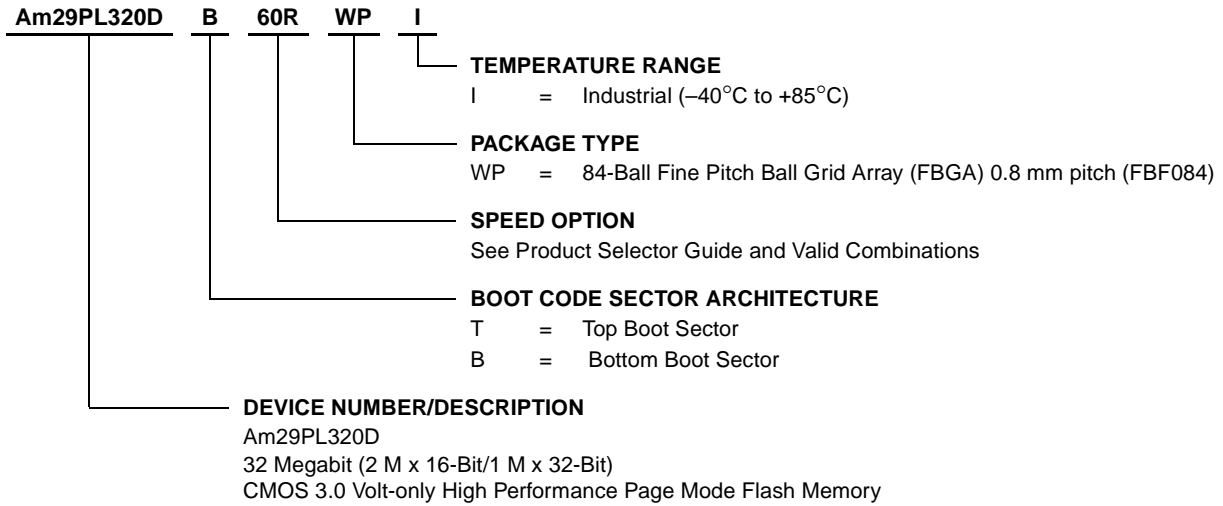 Am29PL320D B 60R WP I
TEMPERATURE RANGE
I = Industrial (–40°C to +85°C)
PACKAGE TYPE
WP = 84-Ball Fine Pitch Ball Grid Array (FBGA) 0.8 mm pitch (FBF084)
SPEED OPTION
See Product Selector Guide and Valid Combinations
BOOT CODE SECTOR ARCHITECTURE
T = Top Boot Sector
B = Bottom Boot Sector
DEVICE NUMBER/DESCRIPTION
Am29PL320D
32 Megabit (2 M x 16-Bit/1 M x 32-Bit)
CMOS 3.0 Volt-only High Performance Page Mode Flash Memory